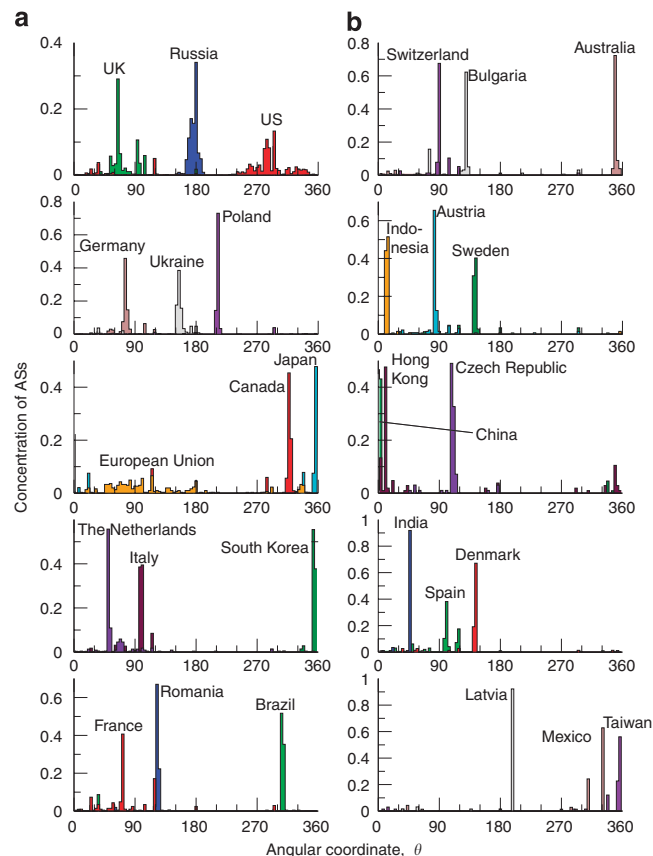 a
b
Concentration of ASs
0.4
0.2
0
UK
Russia
US
0 90 180 270 360
0.8
0.6
0.4
0.2
0
Switzerland
Bulgaria
Australia
0 90 180 270 360
0.6
0.4
0.2
0
Germany
Ukraine
Poland
0 90 180 270 360
0.6
0.4
0.2
0
Indo-
nesia
Austria
Sweden
0 90 180 270 360
0.4
0.2
0
European Union
Canada
Japan
0 90 180 270 360
0.4
0.2
0
Hong
Kong
Czech Republic
China
0 90 180 270 360
0.4
0.2
0
The Netherlands
Italy
South Korea
0 90 180 270 360
1
0.8
0.6
0.4
0.2
0
India
Spain
Denmark
0 90 180 270 360
0.6
0.4
0.2
0
France
Romania
Brazil
0 90 180 270 360
Angular coordinate, θ
1
0.8
0.6
0.4
0.2
0
Latvia
Mexico
Taiwan
0 90 180 270 360
Angular coordinate, θ